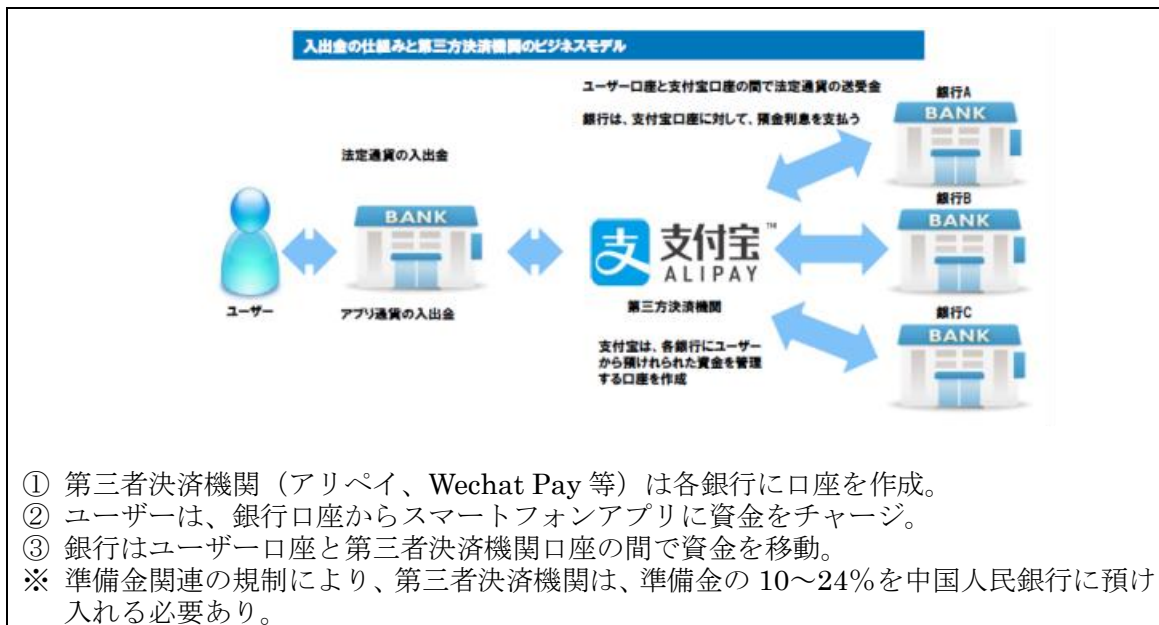 入出金の仕組みと第三方決済機関のビジネスモデル
ユーザー口座と支付宝口座の間で法定通貨の送受金
銀行は、支付宝口座に対して、預金利息を支払う
銀行A
BANK
法定通貨の入出金
BANK
ユーザー
アプリ通貨の入出金
支
支付宝™
ALIPAY
第三方決済機関
銀行B
BANK
支付宝は、各銀行にユーザー
から預けれられた資金を管理
する口座を作成
銀行C
BANK
① 第三者決済機関（アリペイ、Wechat Pay 等）は各銀行に口座を作成。
② ユーザーは、銀行口座からスマートフォンアプリに資金をチャージ。
③ 銀行はユーザー口座と第三者決済機関口座の間で資金を移動。
※ 準備金関連の規制により、第三者決済機関は、準備金の 10～24％を中国人民銀行に預け
入れる必要あり。